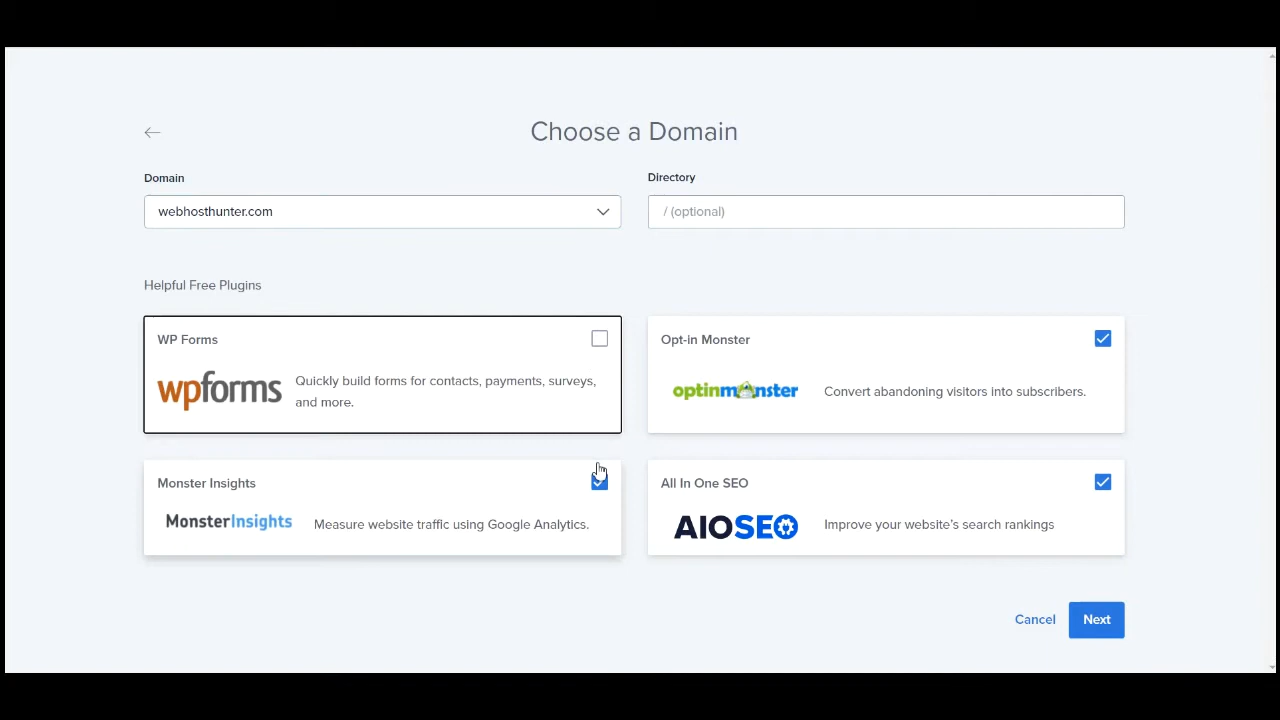 Choose a Domain
Domain
Directory
webhosthunter.com
/ (optional)
Helpful Free Plugins
WP Forms
wpforms
Quickly build forms for contacts, payments, surveys,
and more.
Opt-in Monster
optinmonster
Convert abandoning visitors into subscribers.
Monster Insights
MonsterInsights
Measure website traffic using Google Analytics.
All In One SEO
AIOSEO
Improve your website's search rankings
Cancel
Next